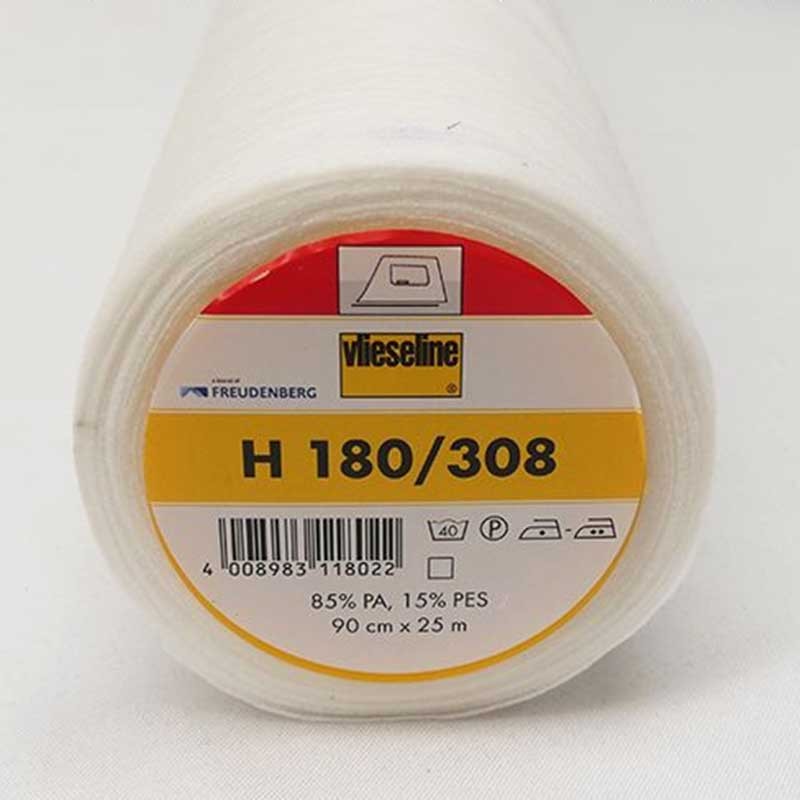 vlieseline
®
a brand of
FREUDENBERG
H 180/308
40 P
4 008983 118022
85% PA, 15% PES
90 cm x 25 m